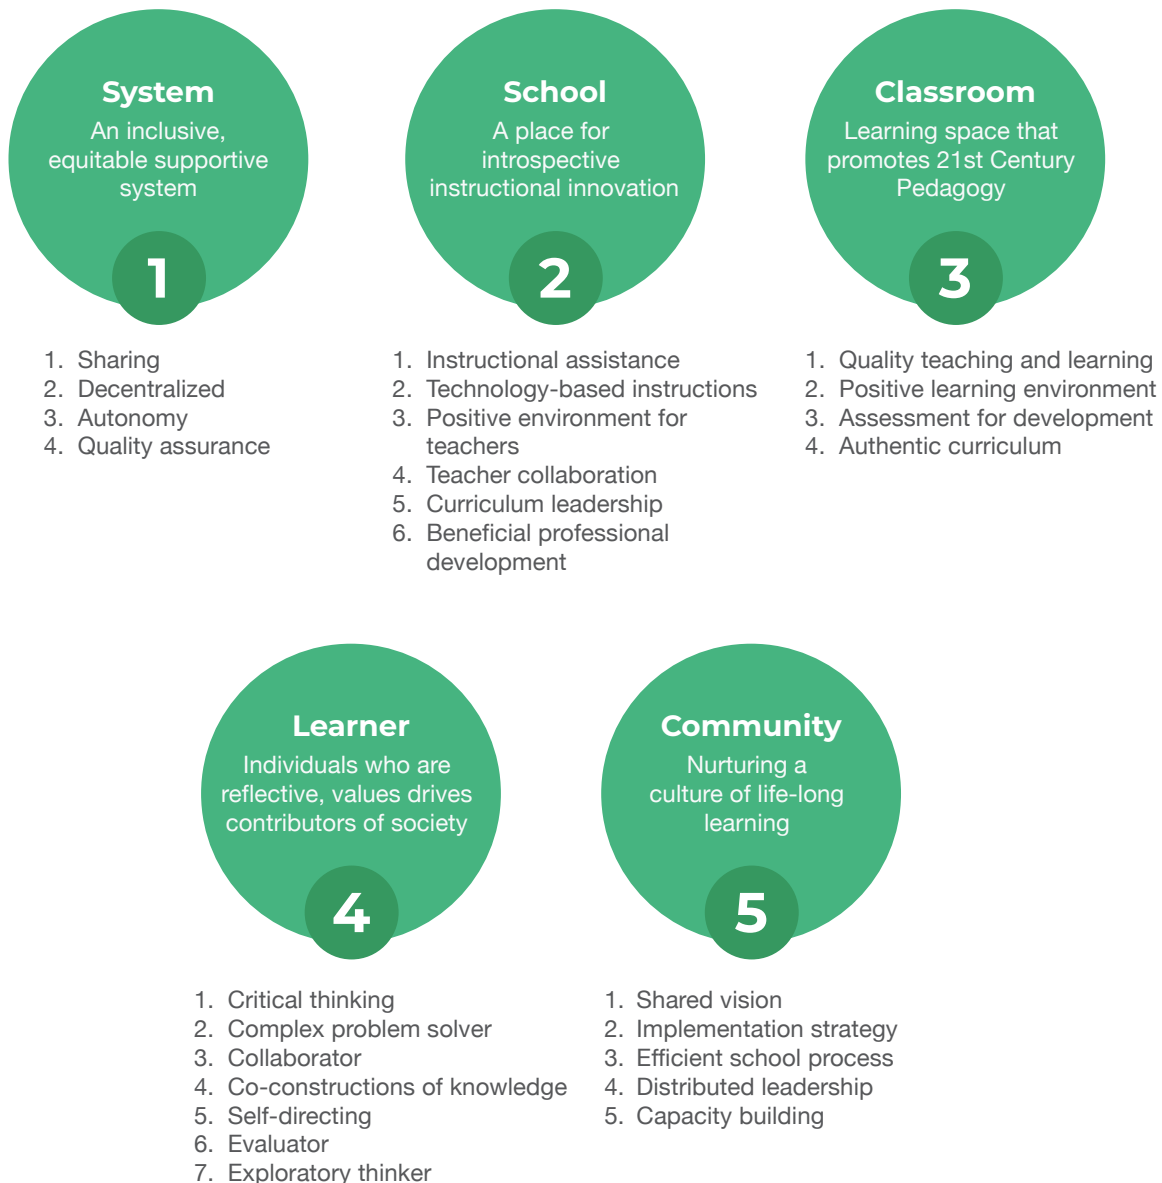 System
An inclusive,
equitable supportive
system
1
1. Sharing
2. Decentralized
3. Autonomy
4. Quality assurance
School
A place for
introspective
instructional innovation
2
1. Instructional assistance
2. Technology-based instructions
3. Positive environment for
teachers
4. Teacher collaboration
5. Curriculum leadership
6. Beneficial professional
development
Classroom
Learning space that
promotes 21st Century
Pedagogy
3
1. Quality teaching and learning
2. Positive learning environment
3. Assessment for development
4. Authentic curriculum
Learner
Individuals who are
reflective, values drives
contributors of society
4
1. Critical thinking
2. Complex problem solver
3. Collaborator
4. Co-constructions of knowledge
5. Self-directing
6. Evaluator
7. Exploratory thinker
Community
Nurturing a
culture of life-long
learning
5
1. Shared vision
2. Implementation strategy
3. Efficient school process
4. Distributed leadership
5. Capacity building